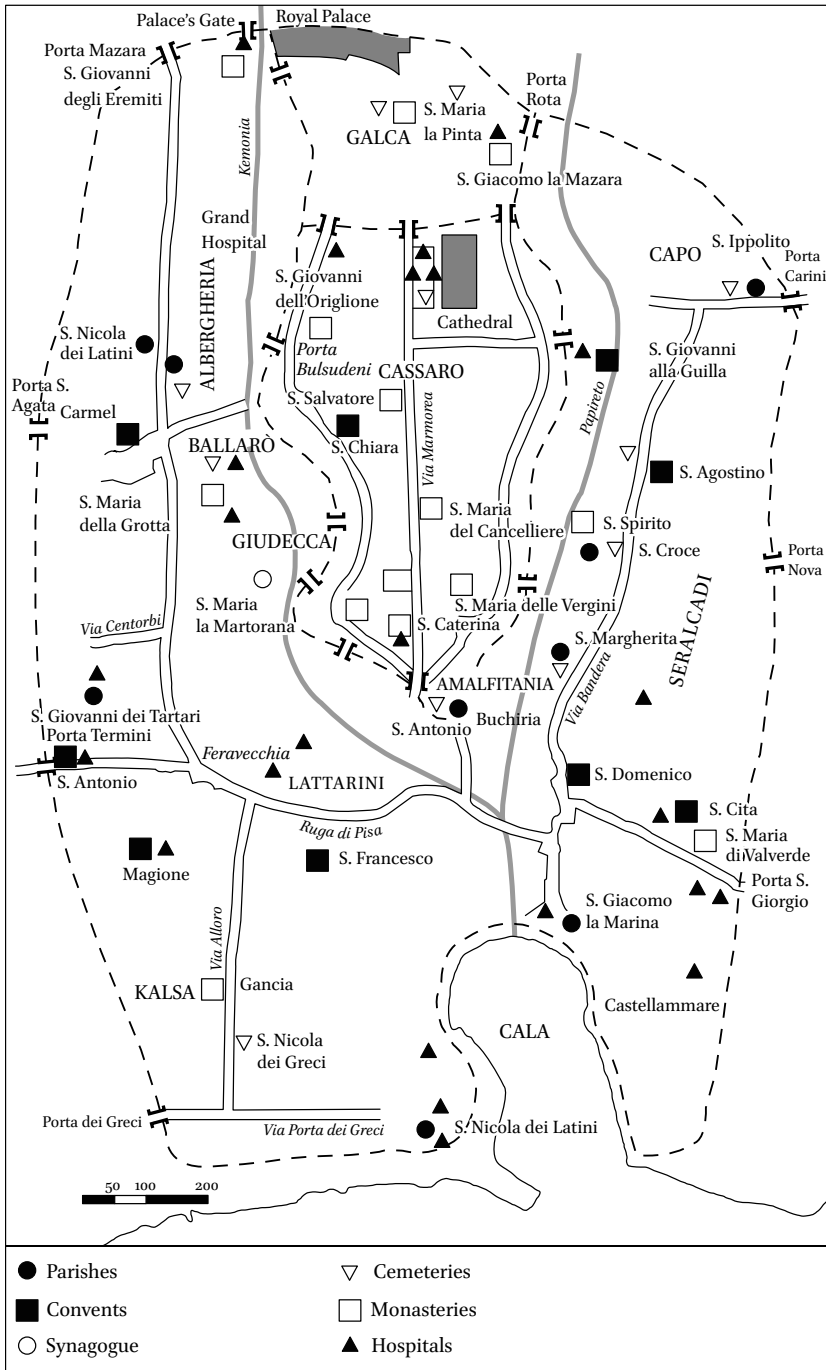 Palace's Gate
Royal Palace
Porta Mazara
S. Giovanni
degli Eremiti
Porta
Rota
S. Maria
la Pinta
GALCA
Kemonia
S. Giacomo la Mazara
Grand
Hospital
CAPO
S. Ippolito
Porta
Carini
S. Giovanni
dell'Origlione
Cathedral
ALBERGHERIA
S. Nicola
dei Latini
Porta
Bulsudeni
CASSARO
S. Giovanni
alla Guilla
Porta S.
Agata
Carmel
S. Salvatore
S. Chiara
Via Marmorea
Papireto
BALLARÒ
S. Agostino
S. Maria
della Grotta
S. Maria
del Cancelliere
S. Spirito
GIUDECCA
S. Croce
Porta
Nova
S. Maria
la Martorana
S. Maria delle Vergini
S. Caterina
Via Centorbi
S. Margherita
SERALCADI
AMALFITANIA
Via Bandera
S. Giovanni dei Tartari
Porta Termini
S. Antonio
Buchiria
Feravecchia
S. Antonio
LATTARINI
S. Domenico
Ruga di Pisa
S. Cita
S. Maria
di Valverde
Magione
S. Francesco
Porta S.
Giorgio
S. Giacomo
la Marina
Via Alloro
KALSA
Gancia
Castellammare
CALA
S. Nicola
dei Greci
Porta dei Greci
Via Porta dei Greci
S. Nicola dei Latini
50 100 200
Parishes
Cemeteries
Convents
Monasteries
Synagogue
Hospitals